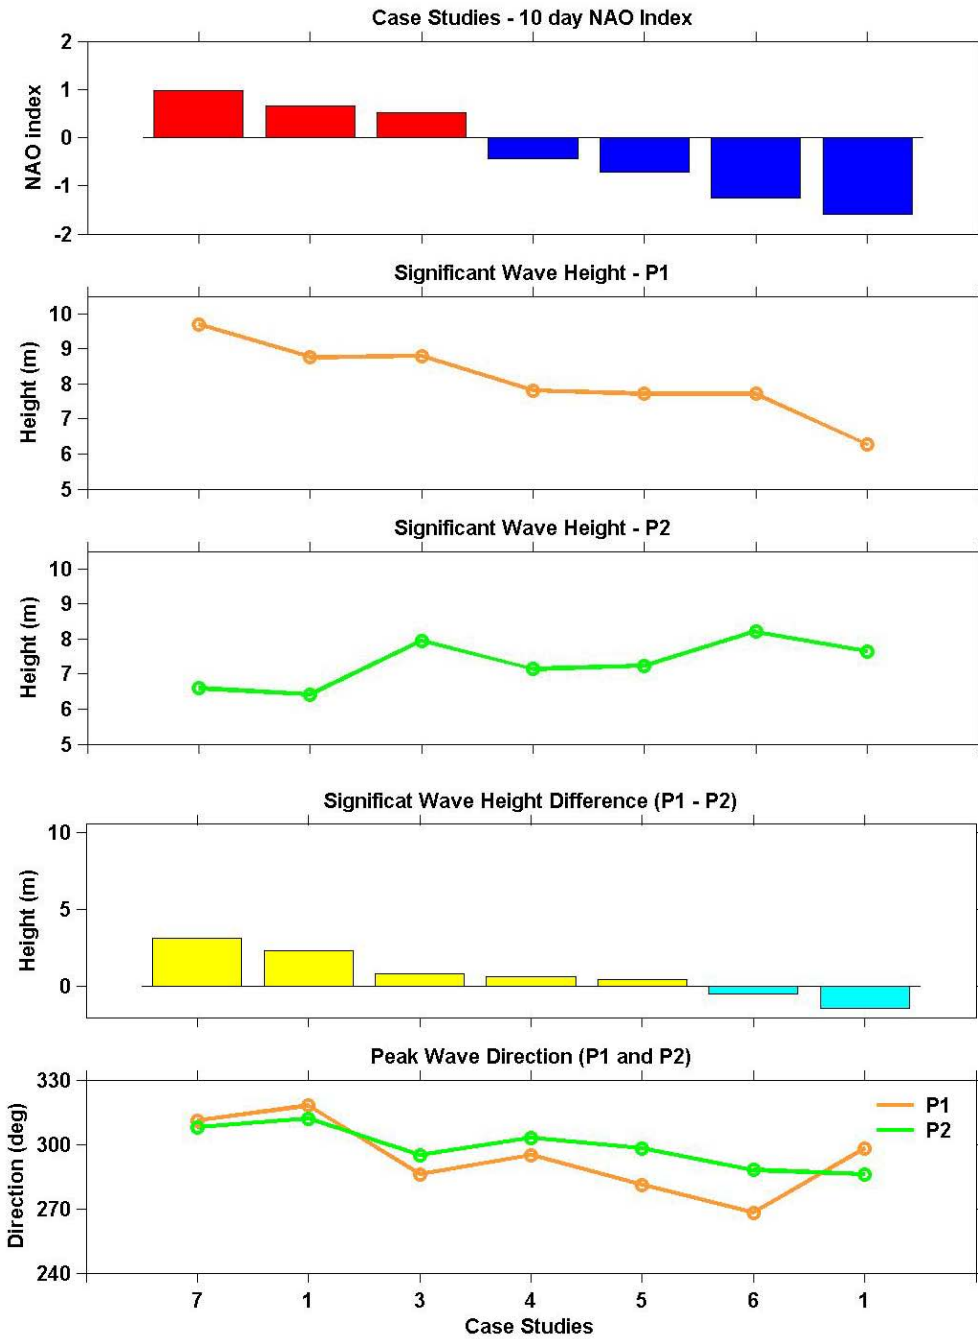 Case Studies - 10 day NAO Index
2
1
0
-1
-2
NAO index
Significant Wave Height - P1
10
9
8
7
6
5
Height (m)
Significant Wave Height - P2
10
9
8
7
6
5
Height (m)
Significat Wave Height Difference (P1 - P2)
10
5
0
Height (m)
Peak Wave Direction (P1 and P2)
330
300
270
240
Direction (deg)
P1
P2
7 1 3 4 5 6 1
Case Studies